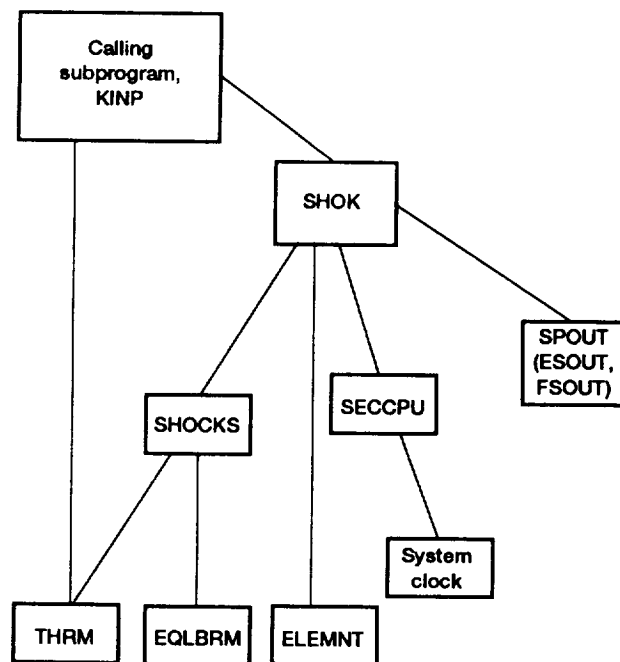 Calling
subprogram,
KINP
SHOK
SPOUT
(ESOUT,
FSOUT)
SHOCKS
SECCPU
System
clock
THRM
EQLBRM
ELEMNT